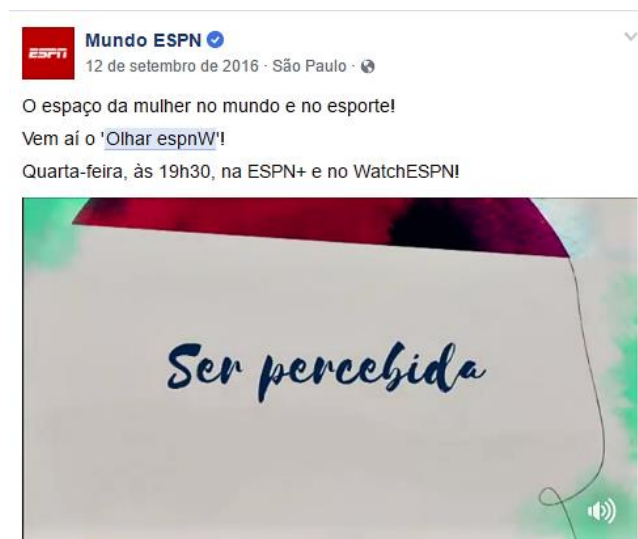 ESPN
Mundo ESPN
12 de setembro de 2016 · São Paulo ·
O espaço da mulher no mundo e no esporte!
Vem aí o 'Olhar espnW'!
Quarta-feira, às 19h30, na ESPN+ e no WatchESPN!
Ser percebida